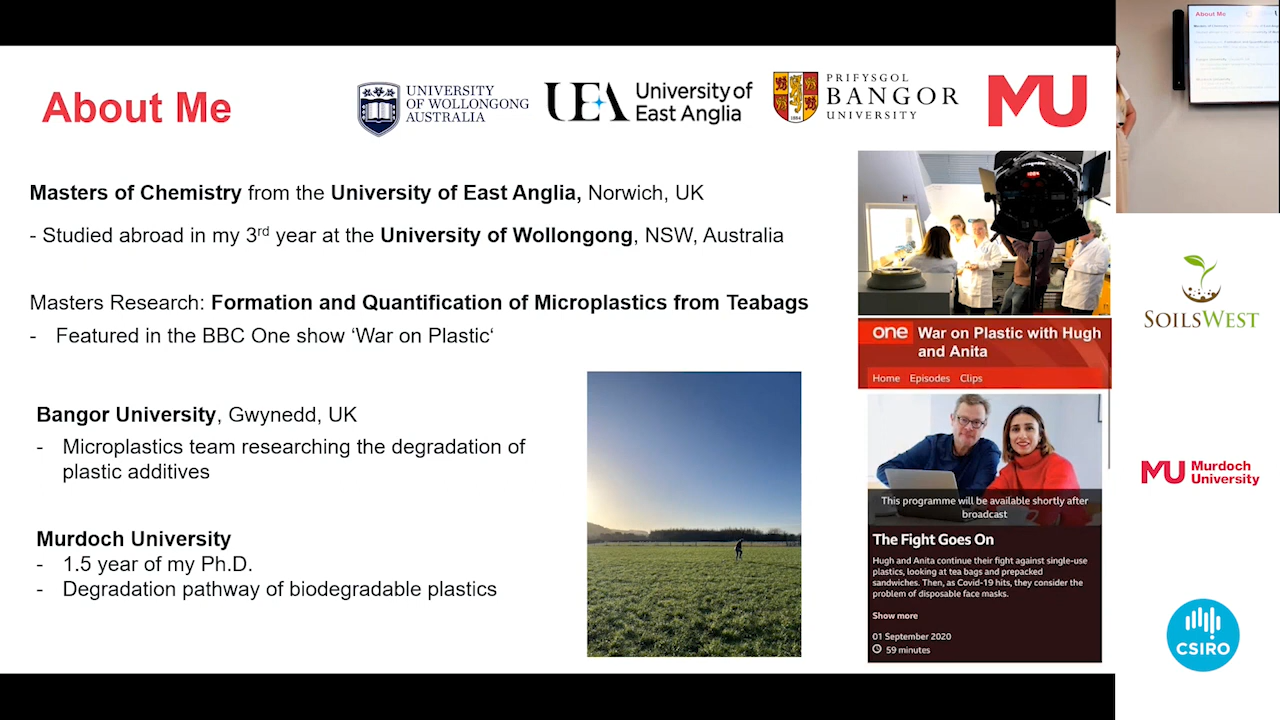 About Me
UNIVERSITY
OF WOLLONGONG
AUSTRALIA
UEA
University of
East Anglia
PRIFYSGOL
BANGOR
UNIVERSITY
1884
MU
Masters of Chemistry from the University of East Anglia, Norwich, UK
- Studied abroad in my 3rd year at the University of Wollongong, NSW, Australia
Masters Research: Formation and Quantification of Microplastics from Teabags
- Featured in the BBC One show ‘War on Plastic‘
Bangor University, Gwynedd, UK
- Microplastics team researching the degradation of
plastic additives
Murdoch University
- 1.5 year of my Ph.D.
- Degradation pathway of biodegradable plastics
one War on Plastic with Hugh
and Anita
Home Episodes Clips
This programme will be available shortly after
broadcast
The Fight Goes On
Hugh and Anita continue their fight against single-use
plastics, looking at tea bags and prepacked
sandwiches. Then, as Covid-19 hits, they consider the
problem of disposable face masks.
Show more
01 September 2020
59 minutes
About Me
SOILSWEST
MU Murdoch
University
CSIRO